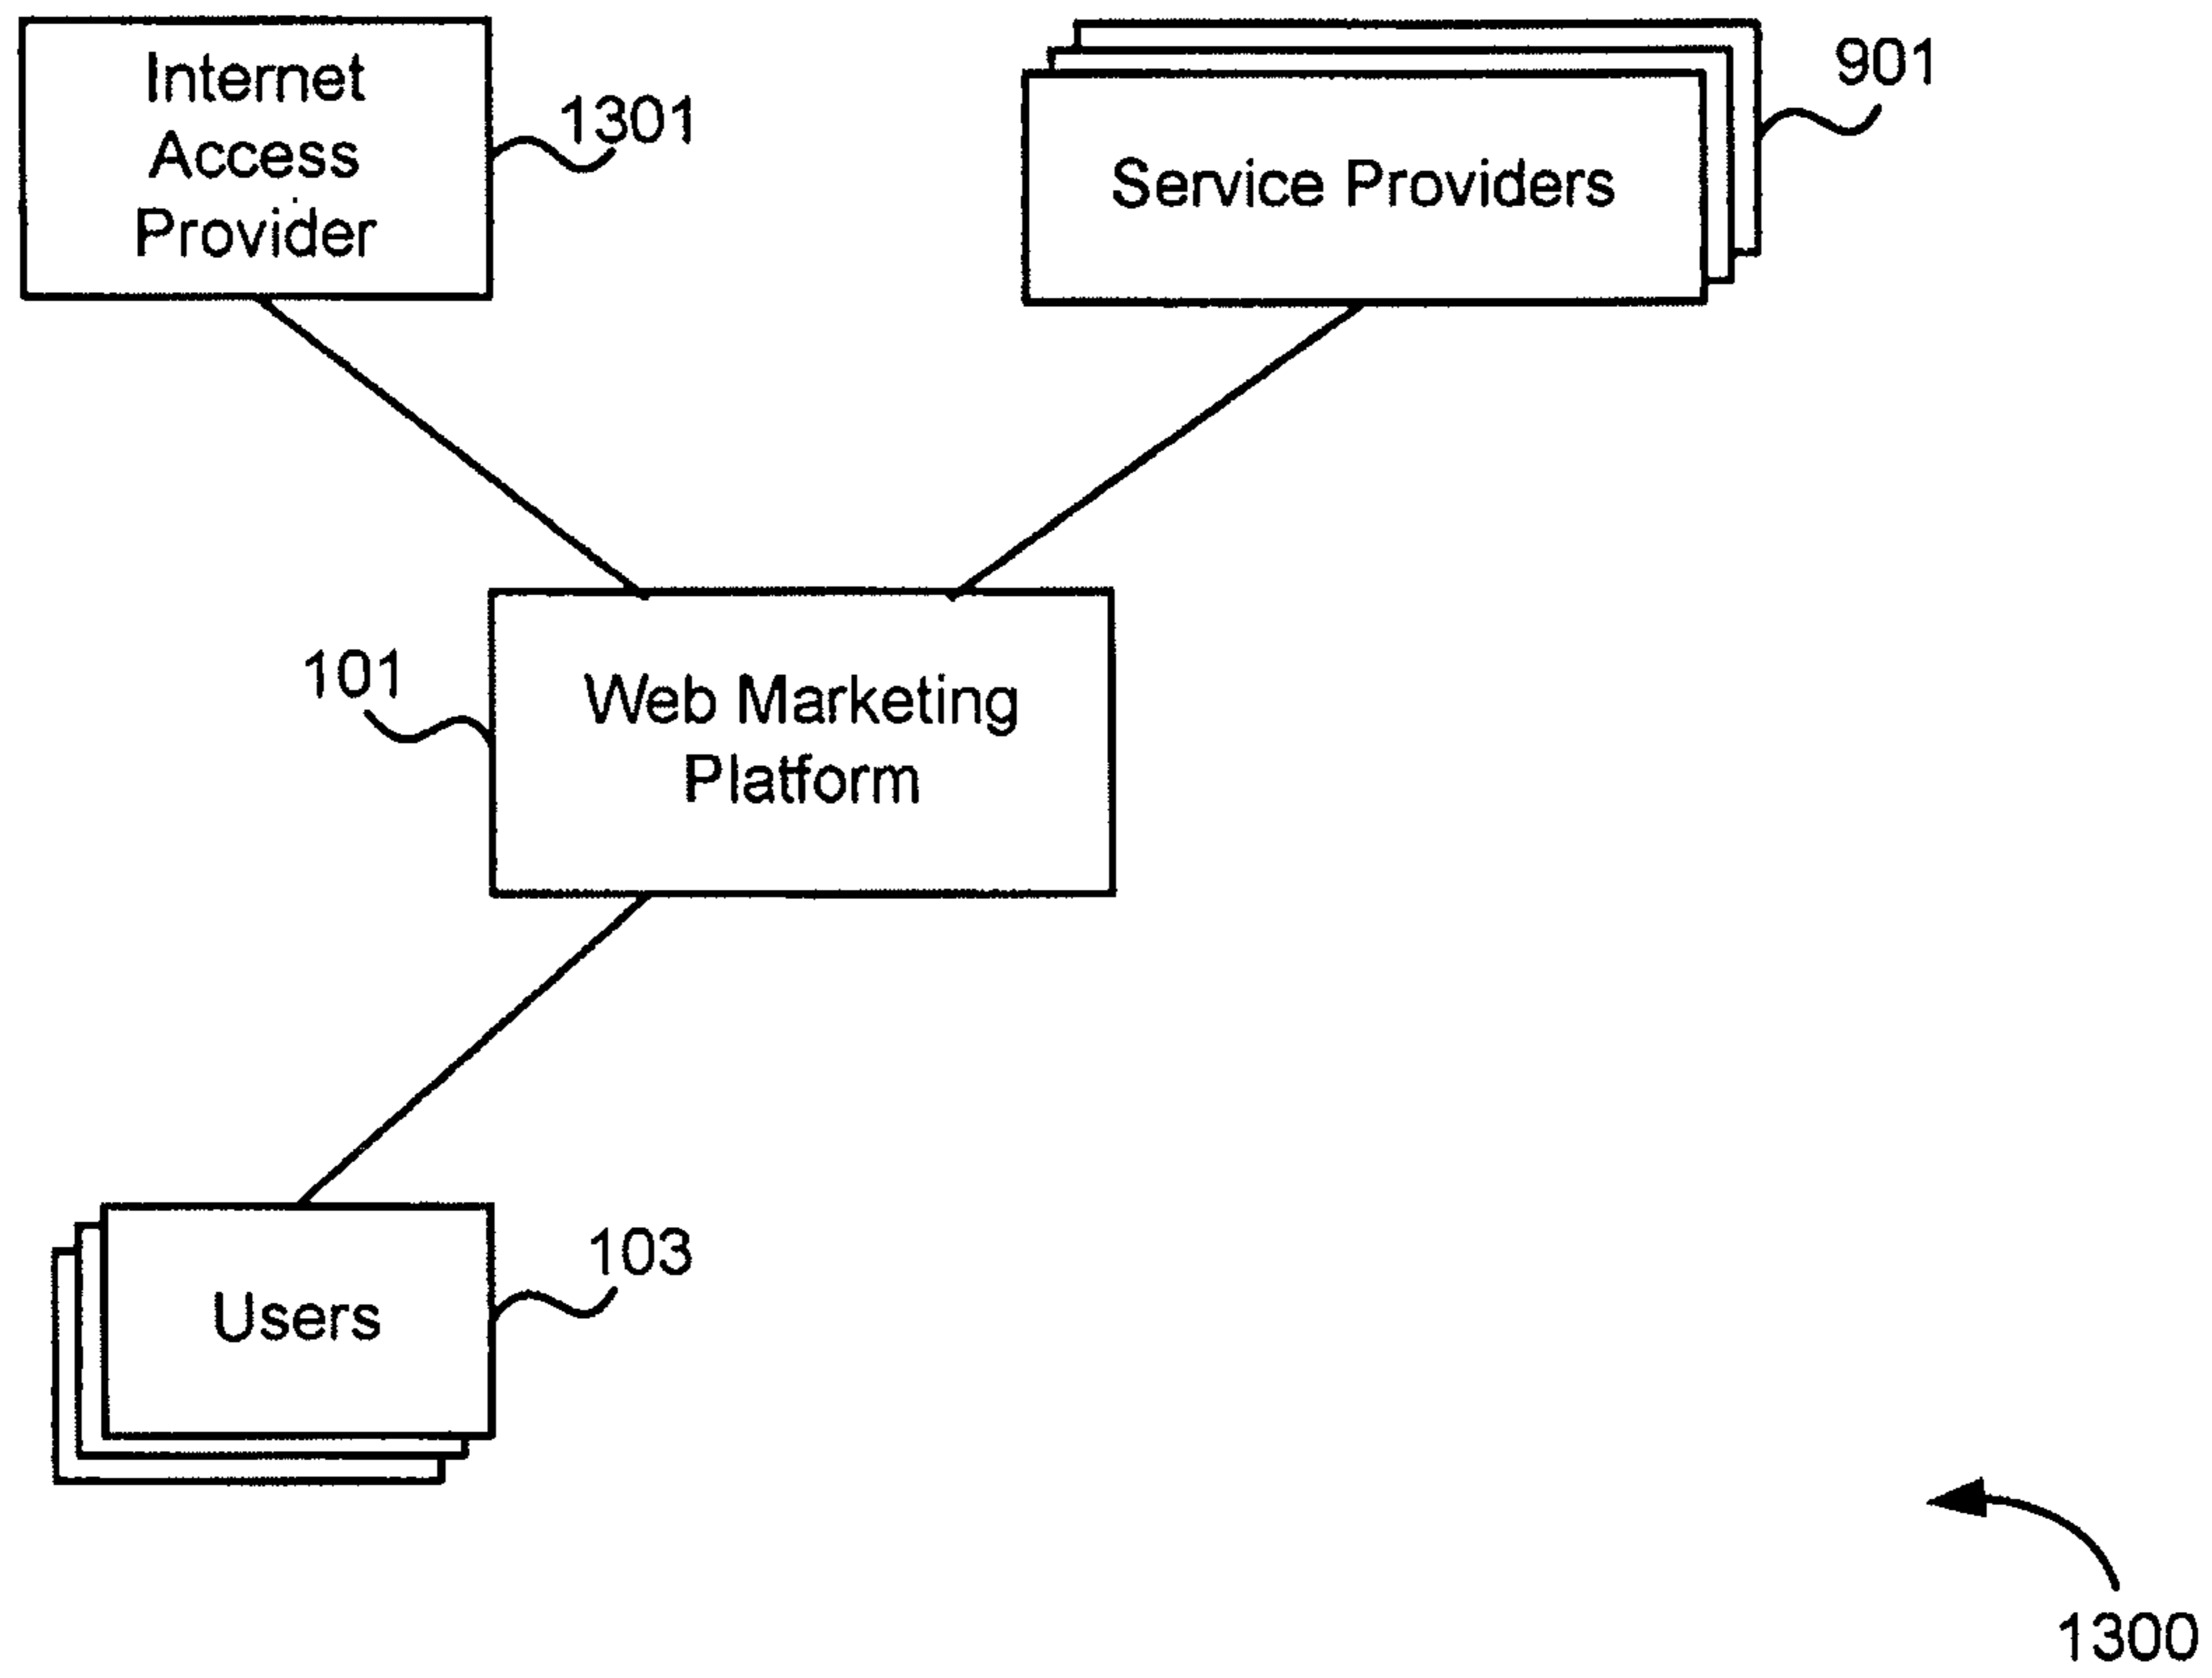 Internet
Access
Provider
1301
Service Providers
901
101
Web Marketing
Platform
Users
103
1300